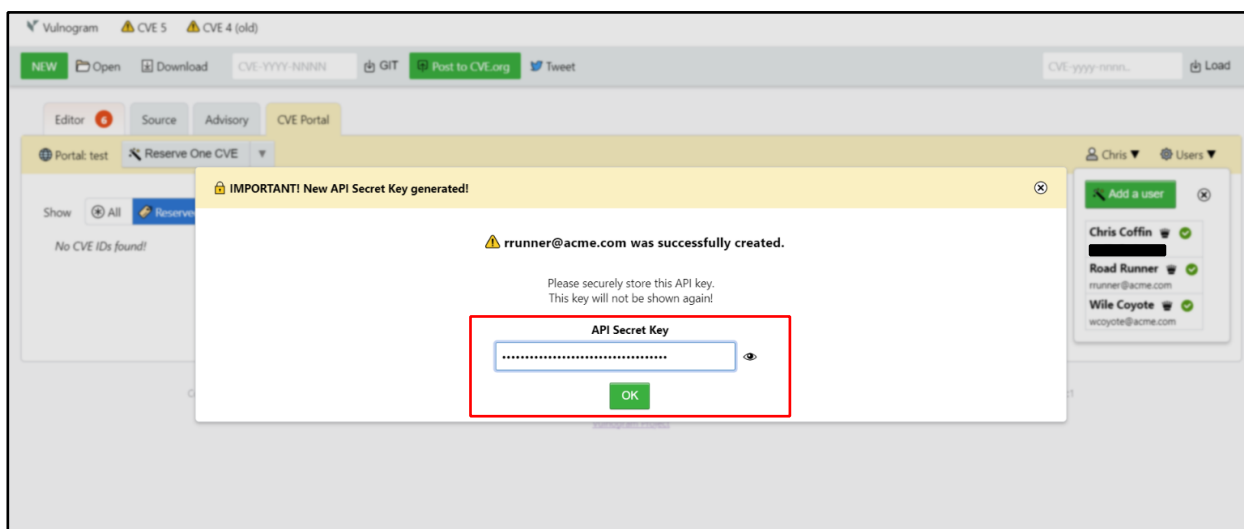 Vulnogram CVE 5 CVE 4 (old)
NEW Open Download CVE-YYYY-NNNN GIT Post to CVE.org Tweet CVE-yyyy-nnnn.. Load
Editor 6 Source Advisory CVE Portal
Portal: test Reserve One CVE ▼ Chris ▼ Users ▼
IMPORTANT! New API Secret Key generated!
Add a user
Show All Reserve
No CVE IDs found!
rrunner@acme.com was successfully created.
Please securely store this API key.
This key will not be shown again!
API Secret Key
OK
Chris Coffin
Road Runner
rrunner@acme.com
Wile Coyote
wcoyote@acme.com